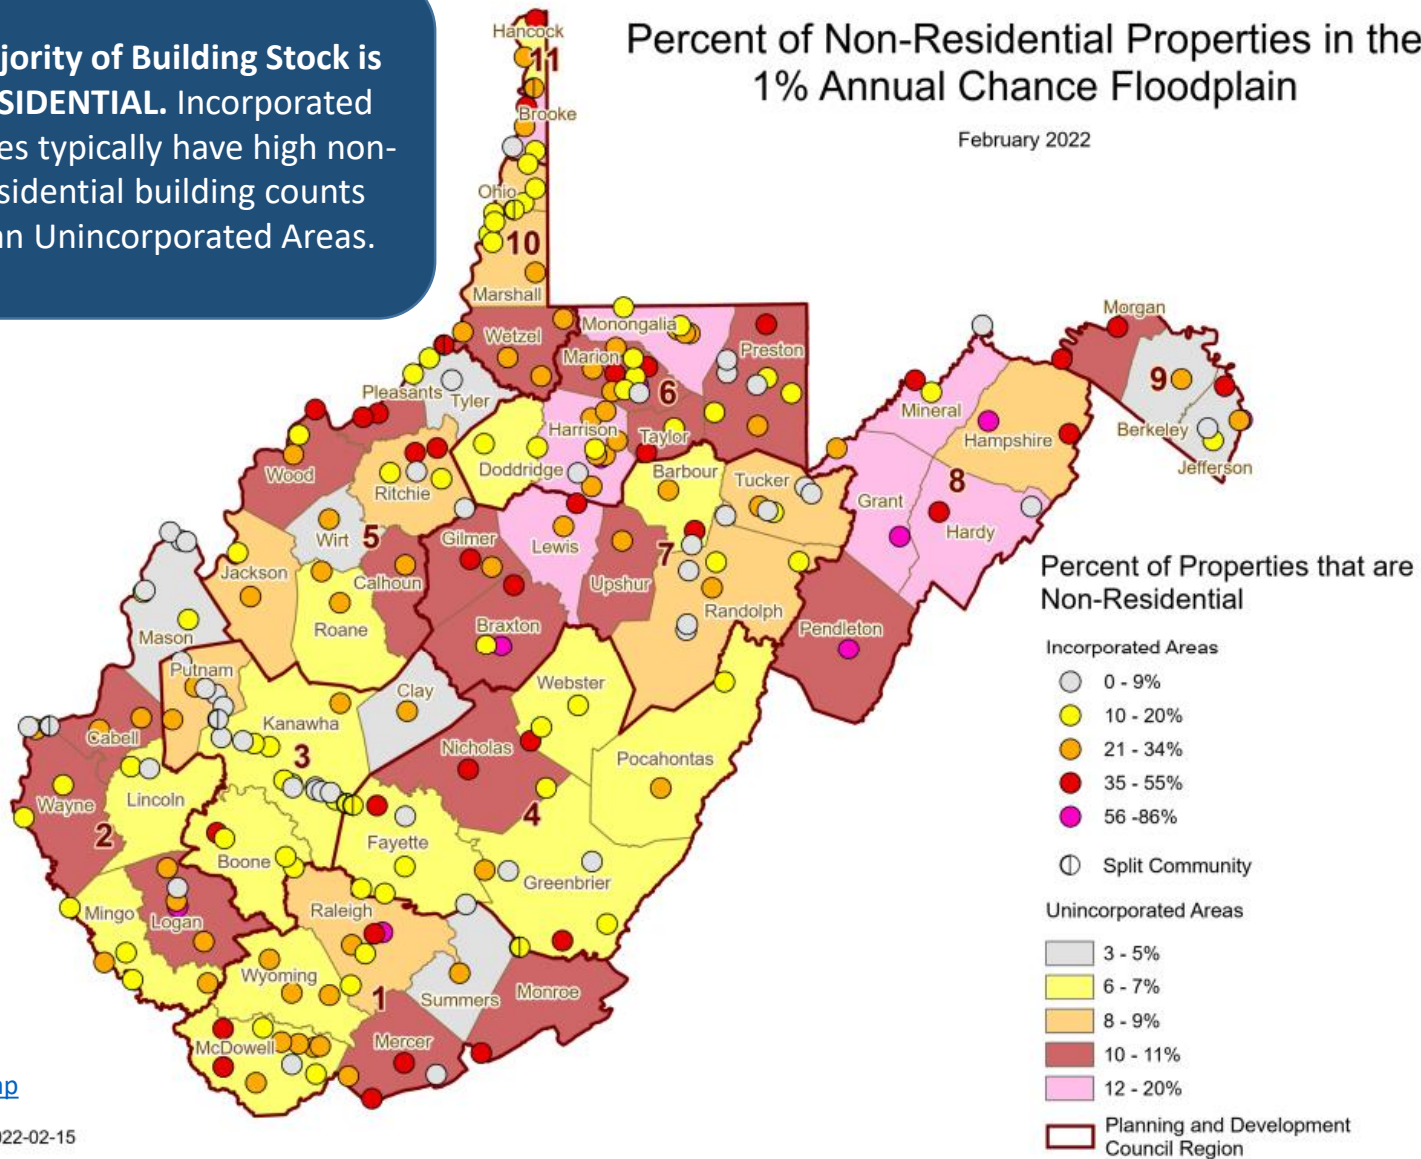 jority of Building Stock is
SIDENTIAL. Incorporated
es typically have high non-
sidential building counts
an Unincorporated Areas.
Percent of Non-Residential Properties in the
1% Annual Chance Floodplain
February 2022
Hancock
11
Brooke
Ohio
10
Marshall
Wetzel
Monongalia
Marion
Preston
6
Pleasants
Tyler
Harrison
Taylor
Doddridge
Wood
Ritchie
Barbour
Tucker
Morgan
9
Berkeley
Jefferson
Mineral
Hampshire
8
Grant
Hardy
Wirt
5
Gilmer
Lewis
7
Upshur
Jackson
Calhoun
Roane
Braxton
Randolph
Pendleton
Mason
Putnam
Clay
Webster
Kanawha
3
Cabell
Nicholas
Pocahontas
Wayne
Lincoln
2
4
Fayette
Boone
Greenbrier
Mingo
Logan
Raleigh
Wyoming
1
Summers
Monroe
McDowell
Mercer
Percent of Properties that are
Non-Residential
Incorporated Areas
0 - 9%
10 - 20%
21 - 34%
35 - 55%
56 -86%
Split Community
Unincorporated Areas
3 - 5%
6 - 7%
8 - 9%
10 - 11%
12 - 20%
Planning and Development
Council Region
ap
022-02-15